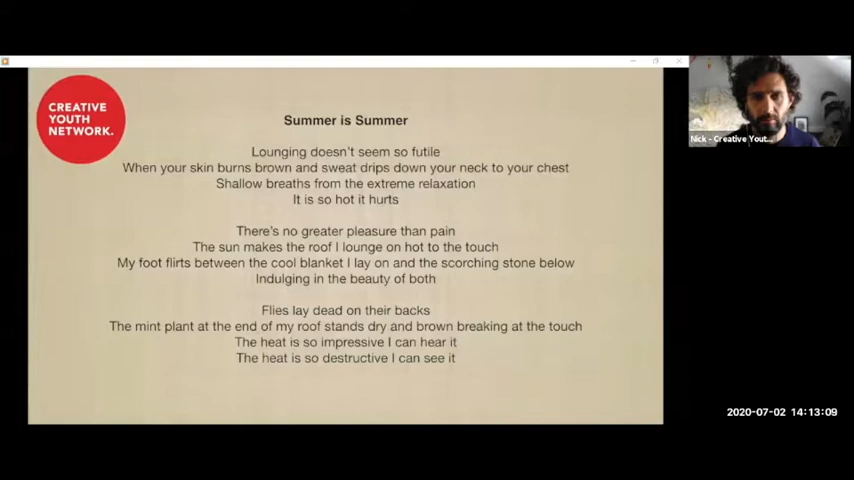 CREATIVE
YOUTH
NETWORK.
Summer is Summer
Lounging doesn't seem so futile
When your skin burns brown and sweat drips down your neck to your chest
Shallow breaths from the extreme relaxation
It is so hot it hurts
There's no greater pleasure than pain
The sun makes the roof I lounge on hot to the touch
My foot flirts between the cool blanket I lay on and the scorching stone below
Indulging in the beauty of both
Flies lay dead on their backs
The mint plant at the end of my roof stands dry and brown breaking at the touch
The heat is so impressive I can hear it
The heat is so destructive I can see it
Nick - Creative Yout...
2020-07-02 14:13:09